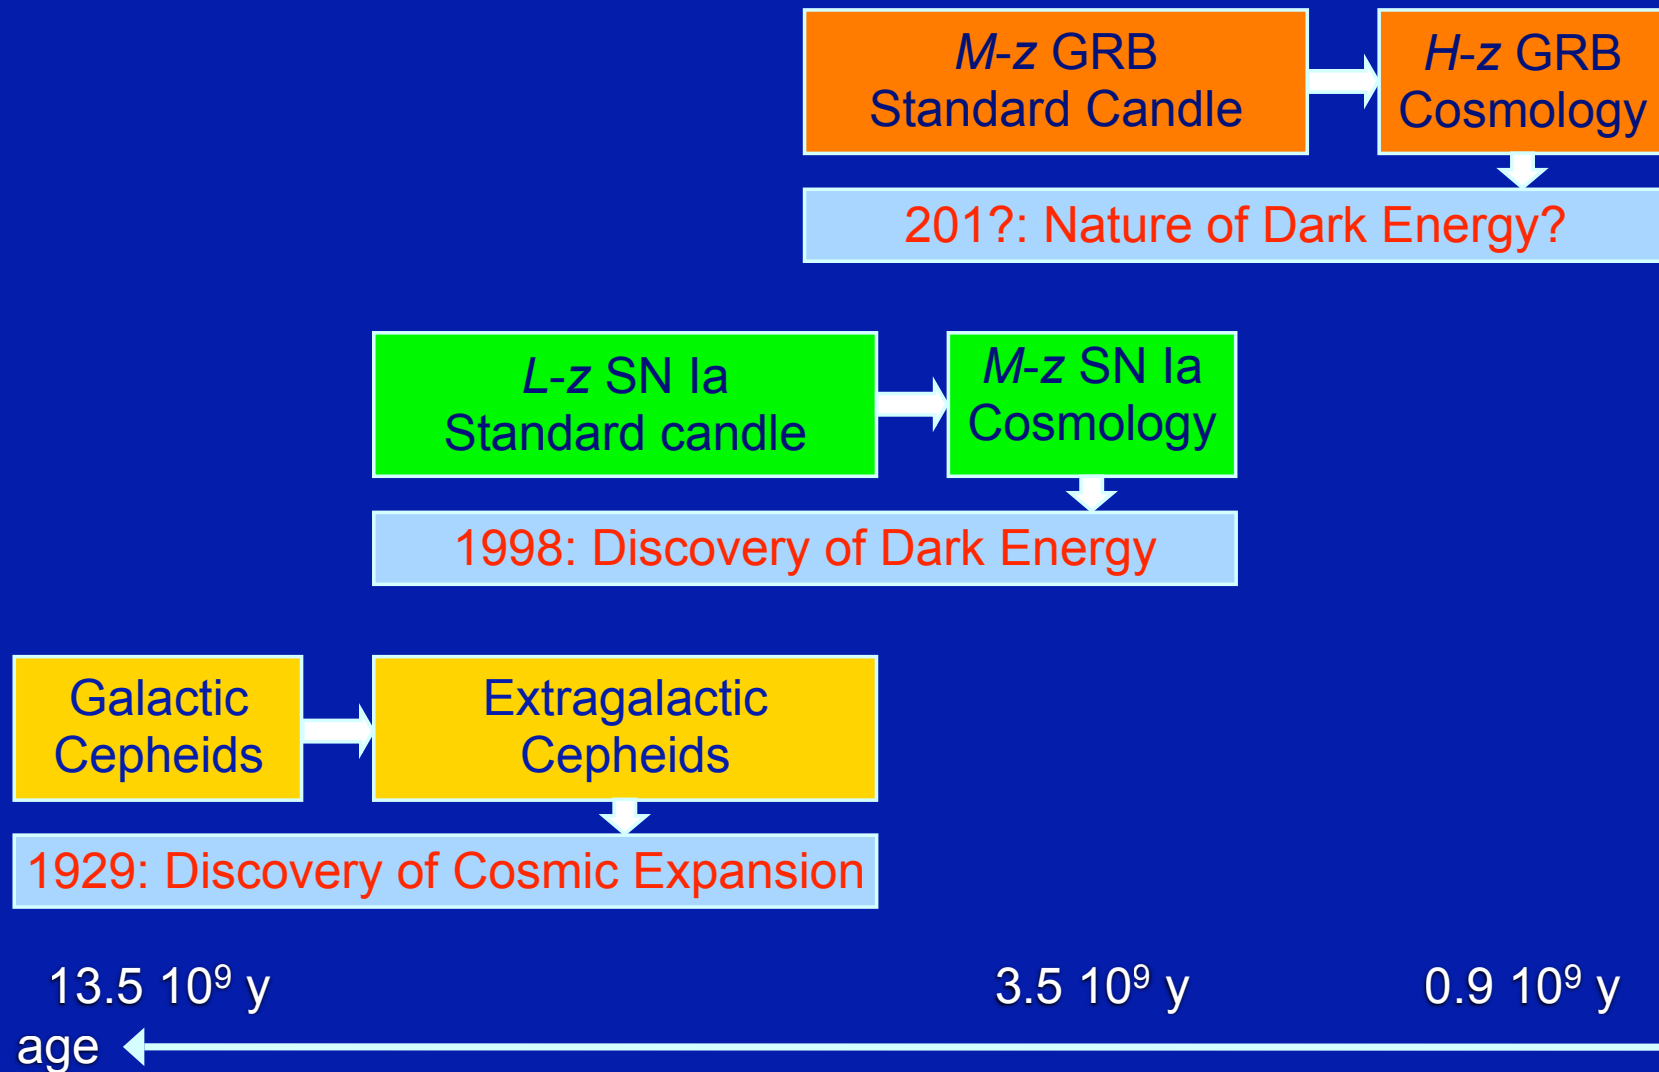 M-z GRB
Standard Candle
H-z GRB
Cosmology
201?: Nature of Dark Energy?
L-z SN Ia
Standard candle
M-z SN Ia
Cosmology
1998: Discovery of Dark Energy
Galactic
Cepheids
Extragalactic
Cepheids
1929: Discovery of Cosmic Expansion
13.5 10⁹ y
3.5 10⁹ y
0.9 10⁹ y
age